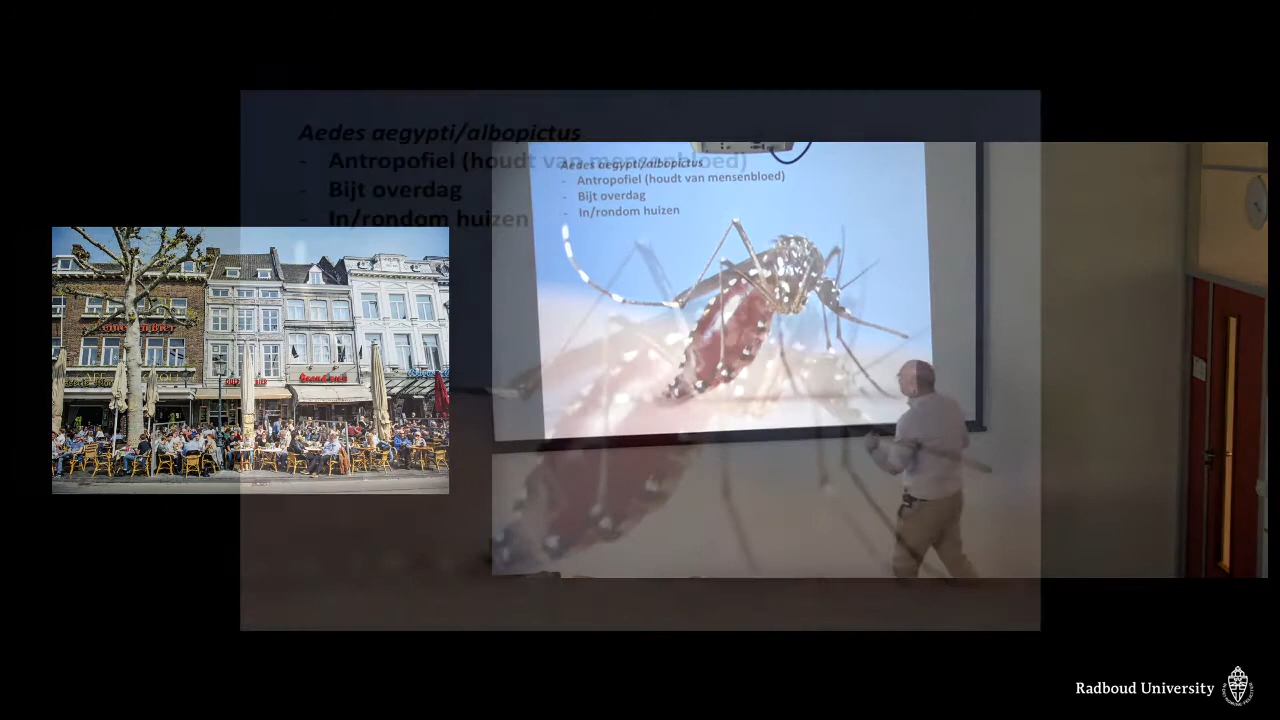 Aedes aegypti/albopictus
- Antropofiel (houdt van mensenbloed)
- Bijt overdag
- In/rondom huizen
Aedes aegypti/albopictus
- Antropofiel (houdt van mensenbloed)
- Bijt overdag
- In/rondom huizen
Radboud University